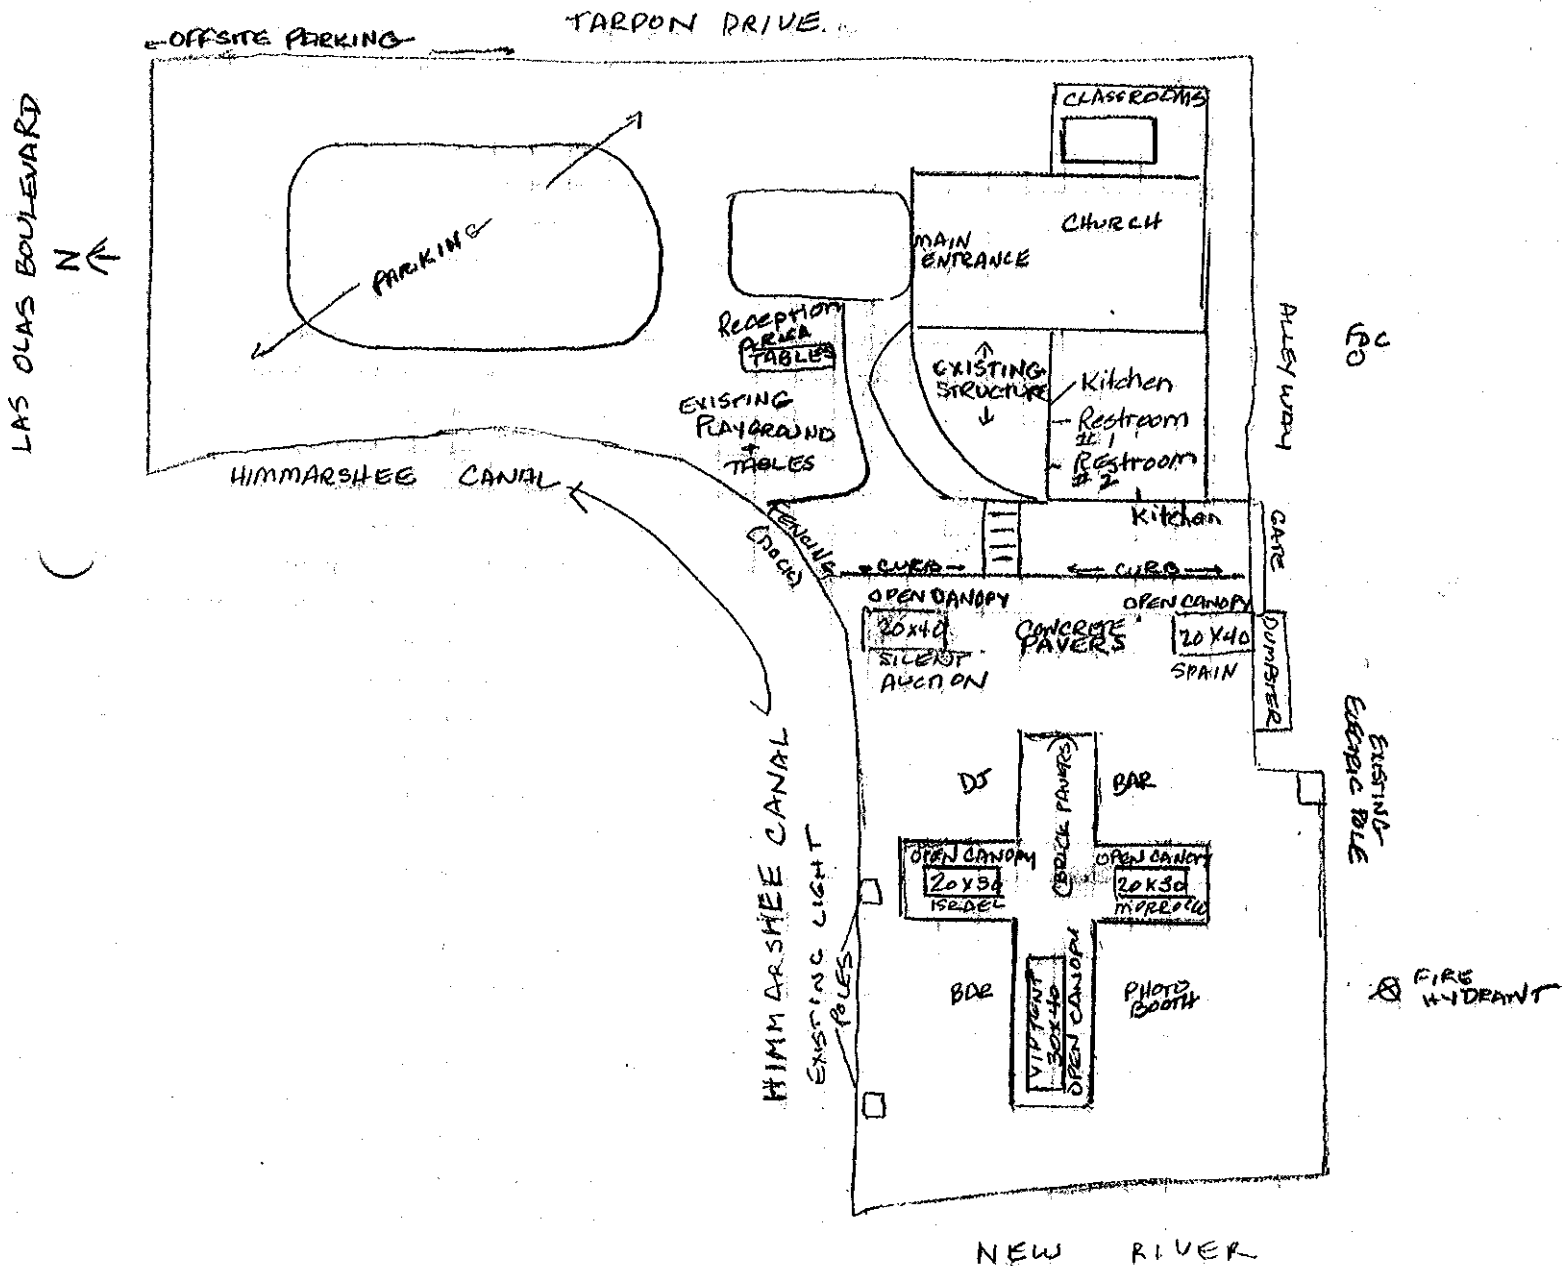 TARPON DRIVE.
OFFSITE PARKING
LAS OLAS BOULEVARD
N
PARKING
CLASSROOMS
CHURCH
MAIN
ENTRANCE
Reception
AREA
TABLES
EXISTING
STRUCTURE
Kitchen
Restroom
# 1
REstroom
# 2
Kitchen
EXISTING
PLAYGROUND
+
TABLES
ALLEYWAY
FDC
GATE
HIMMARSHEE CANAL
FENCING
(DOCK)
CURB
CURB
OPEN CANOPY
20x40
SILENT
AUCTION
CONCRETE
PAVERS
OPEN CANOPY
20 X 40
SPAIN
DUMPSTER
EXISTING
ELECTRIC POLE
HIMMARSHEE CANAL
EXISTING LIGHT
POLES
DJ
(BRICK PAVERS)
BAR
OPEN CANOPY
20x30
ISRAEL
OPEN CANOPY
20x30
MORROCCO
BAR
VIP TENT
30x40
OPEN CANOPY
PHOTO
BOOTH
FIRE
HYDRANT
NEW RIVER